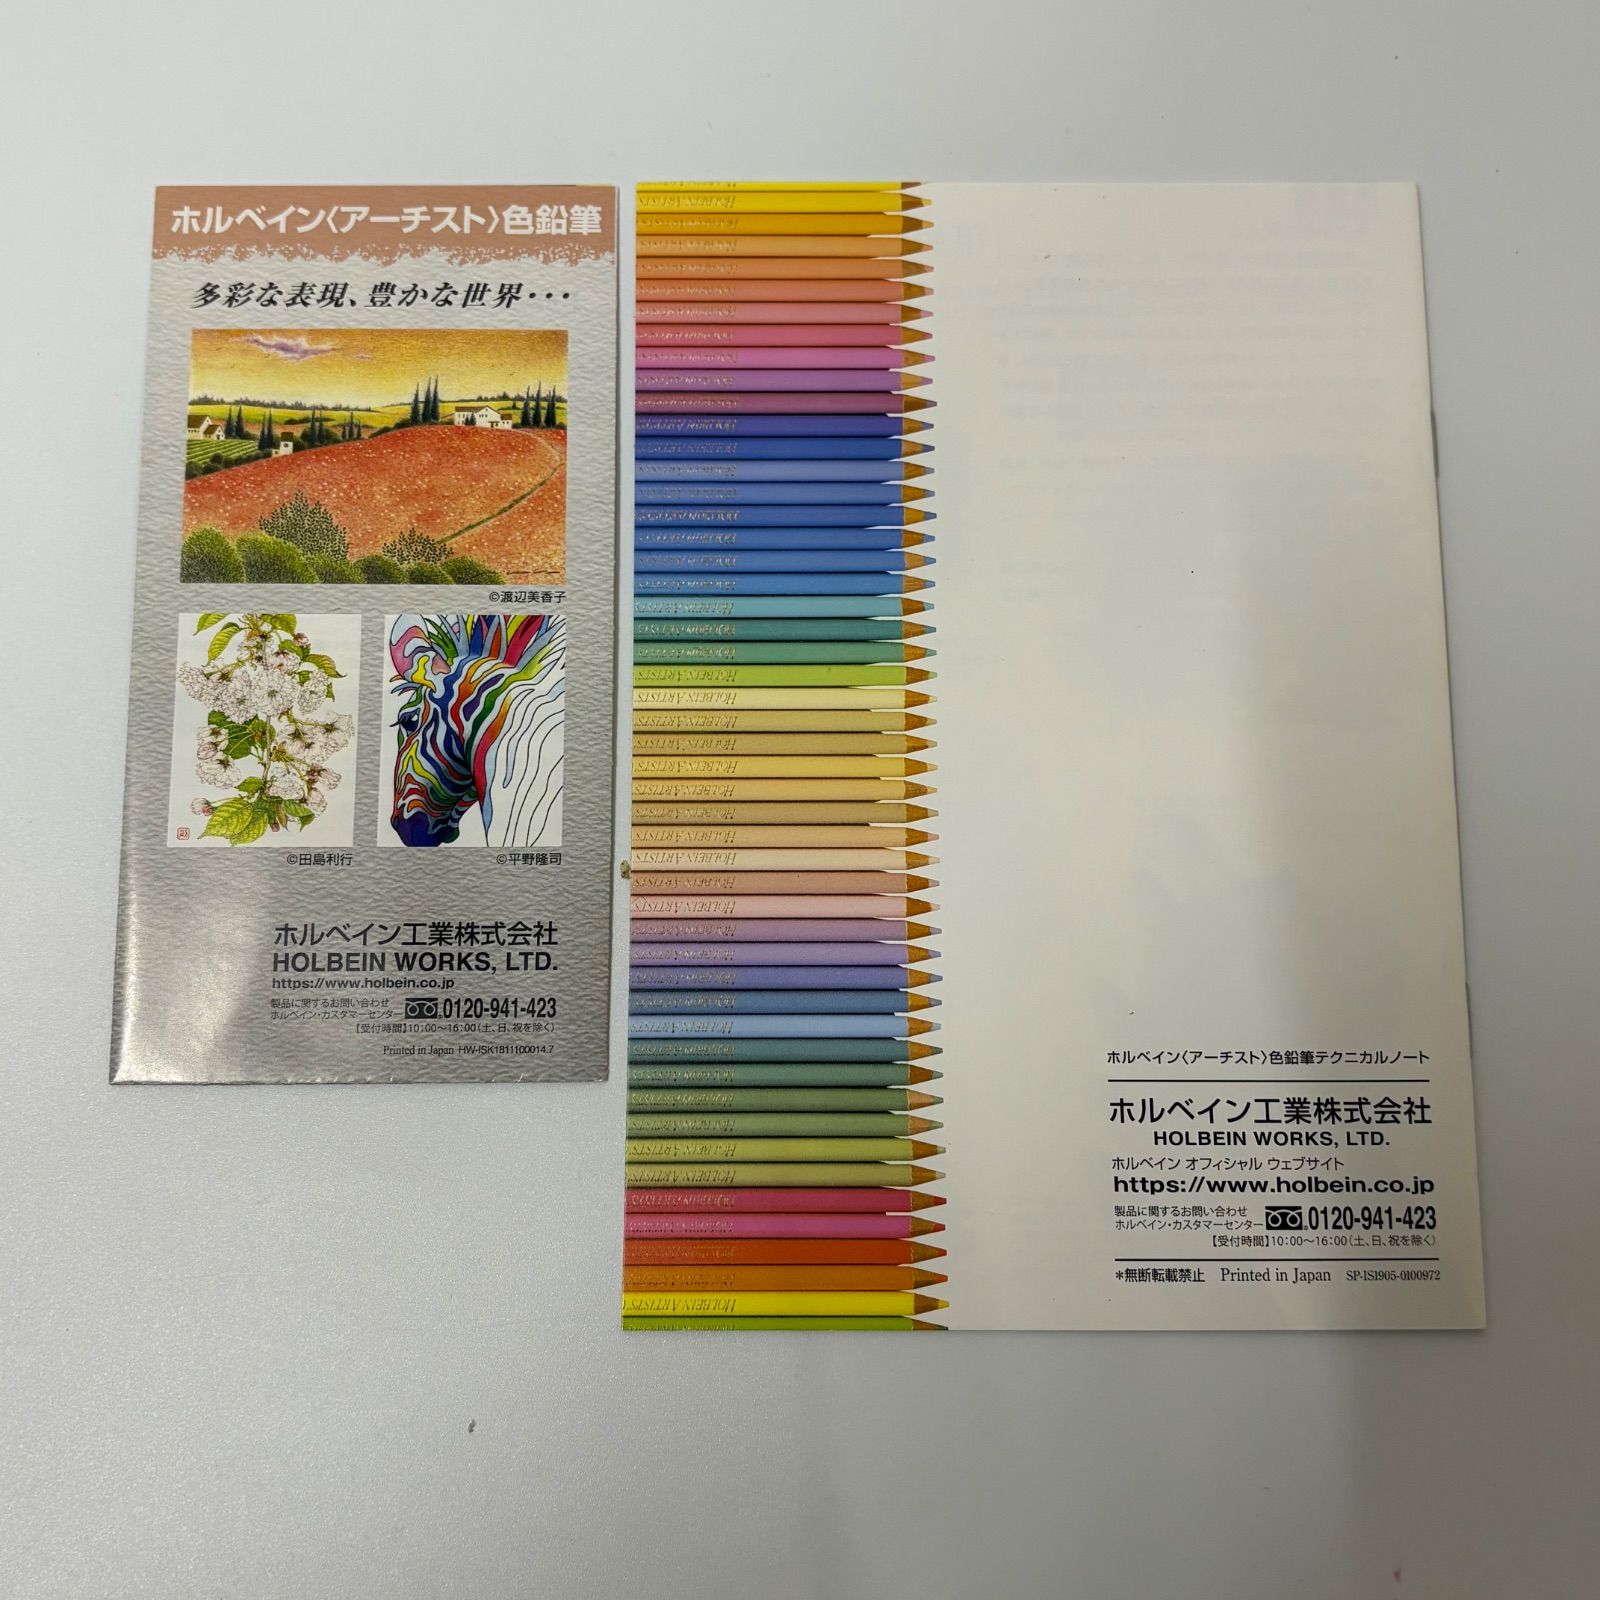 ホルベイン〈アーチスト〉色鉛筆
多彩な表現、豊かな世界・・・
©渡辺美香子
©田島利行
©平野隆司
ホルベイン工業株式会社
HOLBEIN WORKS, LTD.
https://www.holbein.co.jp
製品に関するお問い合わせ
ホルベイン・カスタマーセンター 0120-941-423
【受付時間】10:00〜16:00(土、日、祝を除く)
Printed in Japan HW-ISK1811100014.7
HOLBEIN ARTISTS'
ホルベイン〈アーチスト〉色鉛筆テクニカルノート
ホルベイン工業株式会社
HOLBEIN WORKS, LTD.
ホルベイン オフィシャル ウェブサイト
https://www.holbein.co.jp
製品に関するお問い合わせ
ホルベイン・カスタマーセンター 0120-941-423
【受付時間】10:00〜16:00(土、日、祝を除く)
*無断転載禁止 Printed in Japan SP-IS1905-0100972